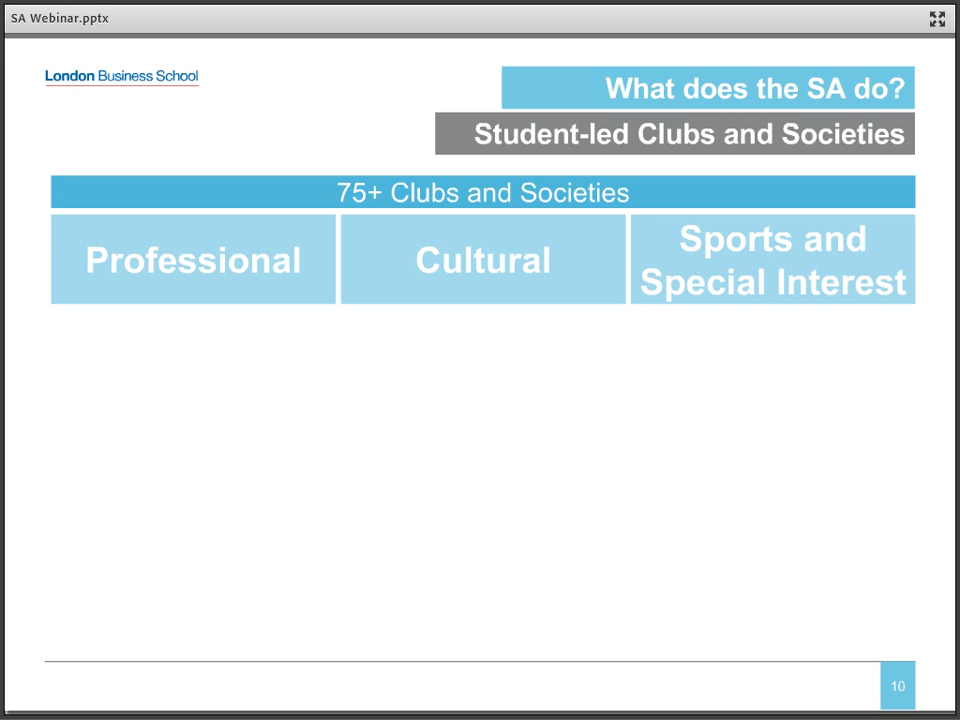 SA Webinar.pptx
London Business School
What does the SA do?
Student-led Clubs and Societies
75+ Clubs and Societies
Professional
Cultural
Sports and
Special Interest
10